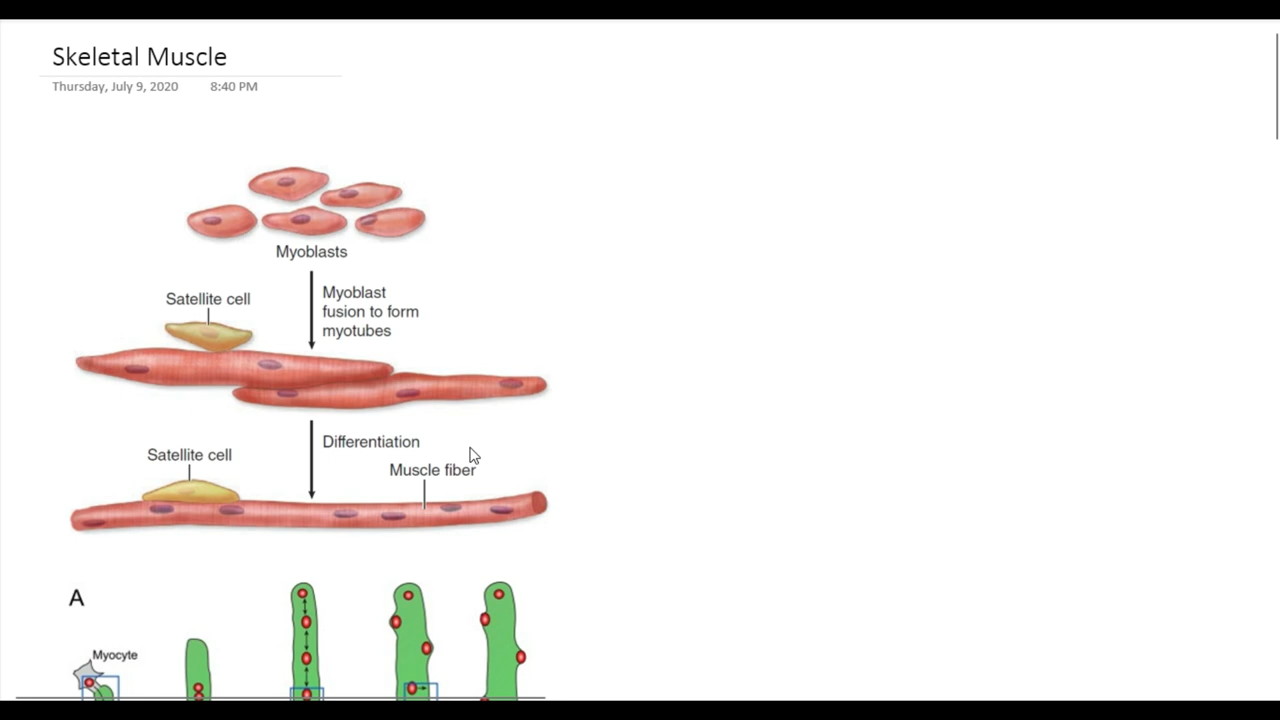 Skeletal Muscle
Thursday, July 9, 2020 8:40 PM
Myoblasts
Satellite cell
Myoblast
fusion to form
myotubes
Differentiation
Satellite cell
Muscle fiber
A
Myocyte